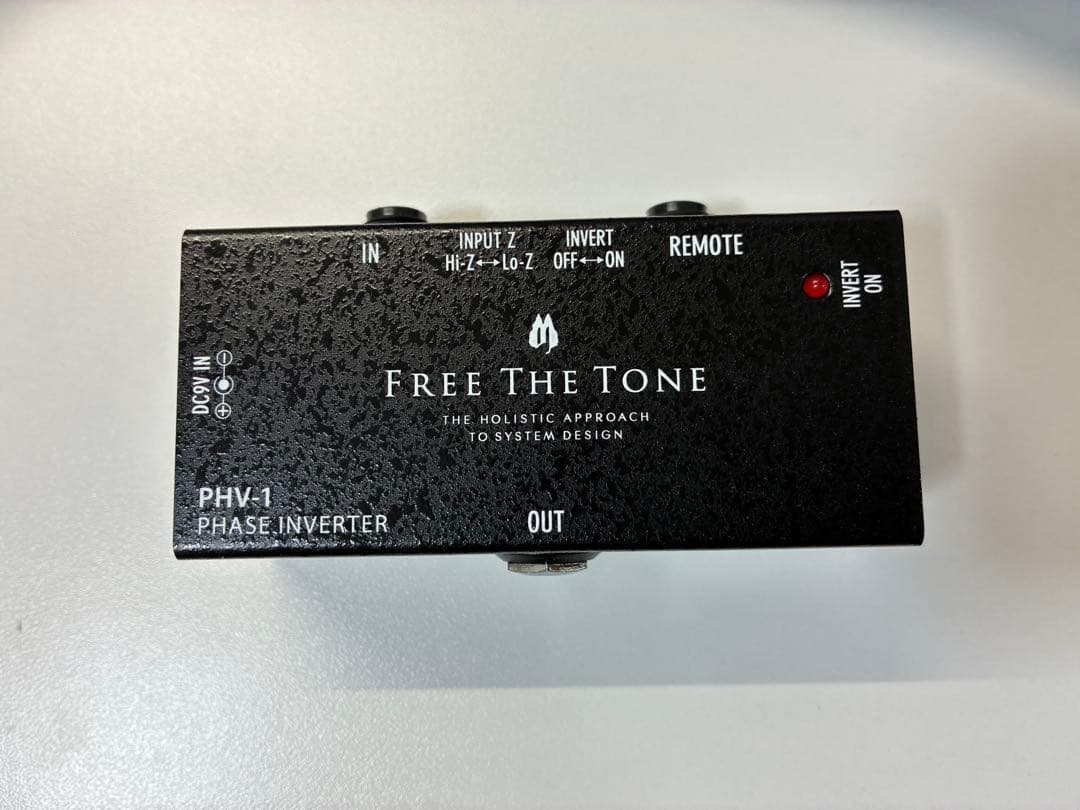 IN
INPUT Z
Hi-Z↔Lo-Z
INVERT
OFF↔ON
REMOTE
INVERT
ON
DC9V IN
FREE THE TONE
THE HOLISTIC APPROACH
TO SYSTEM DESIGN
PHV-1
PHASE INVERTER
OUT